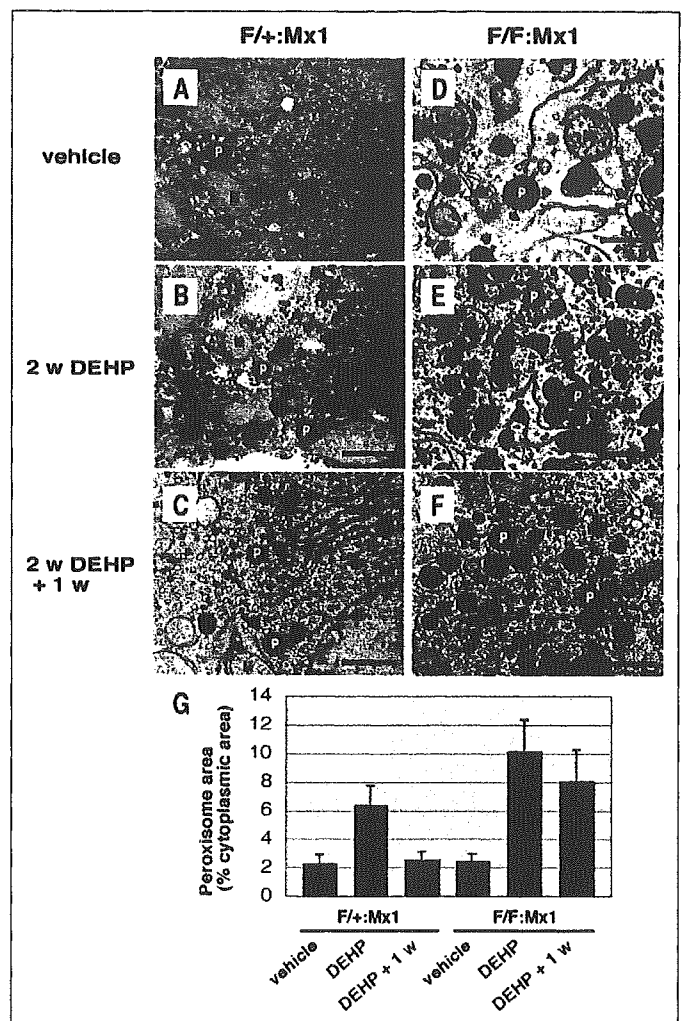 F/+:Mx1 F/F:Mx1
vehicle
A
P
D
P
2 w DEHP
B
P
P
E
P
P
2 w DEHP
+ 1 w
C
P
P
F
P
P
G
Peroxisome area
(% cytoplasmic area)
14
12
10
8
6
4
2
0
F/+:Mx1 F/F:Mx1
vehicle
DEHP
DEHP + 1 w
vehicle
DEHP
DEHP + 1 w